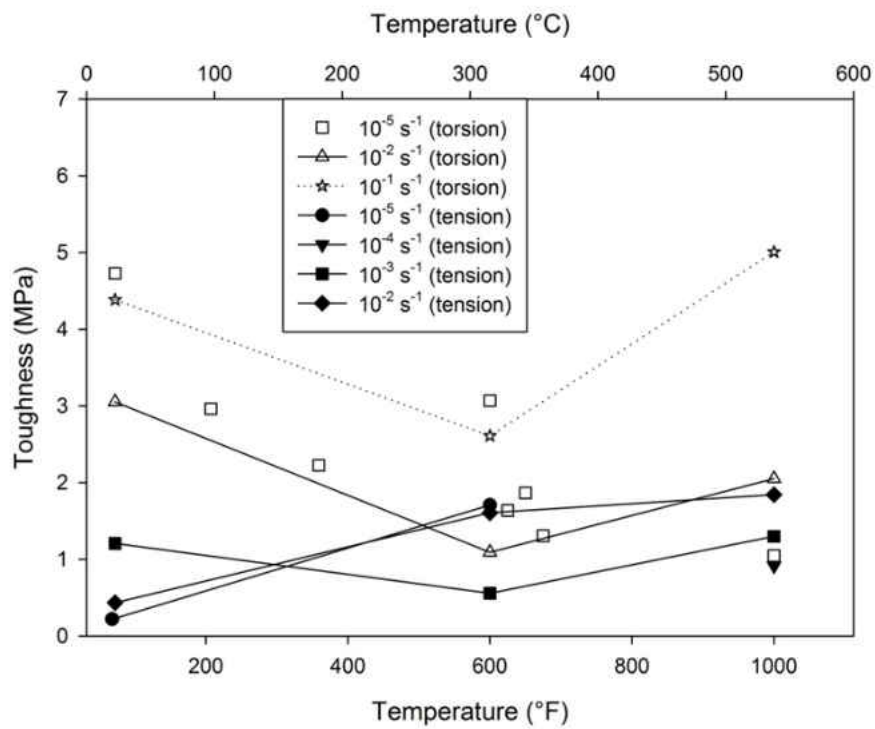 Temperature (°C)
0 100 200 300 400 500 600
7
6
5
4
3
2
1
0
Toughness (MPa)
10⁻⁵ s⁻¹ (torsion)
10⁻² s⁻¹ (torsion)
10⁻¹ s⁻¹ (torsion)
10⁻⁵ s⁻¹ (tension)
10⁻⁴ s⁻¹ (tension)
10⁻³ s⁻¹ (tension)
10⁻² s⁻¹ (tension)
200 400 600 800 1000
Temperature (°F)